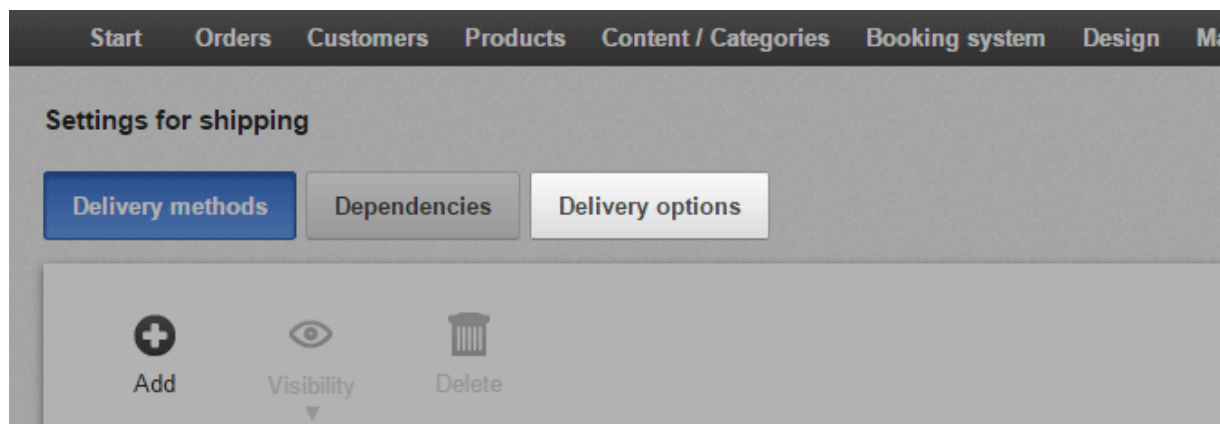 Start Orders Customers Products Content / Categories Booking system Design
Settings for shipping
Delivery methods Dependencies Delivery options
Add Visibility Delete